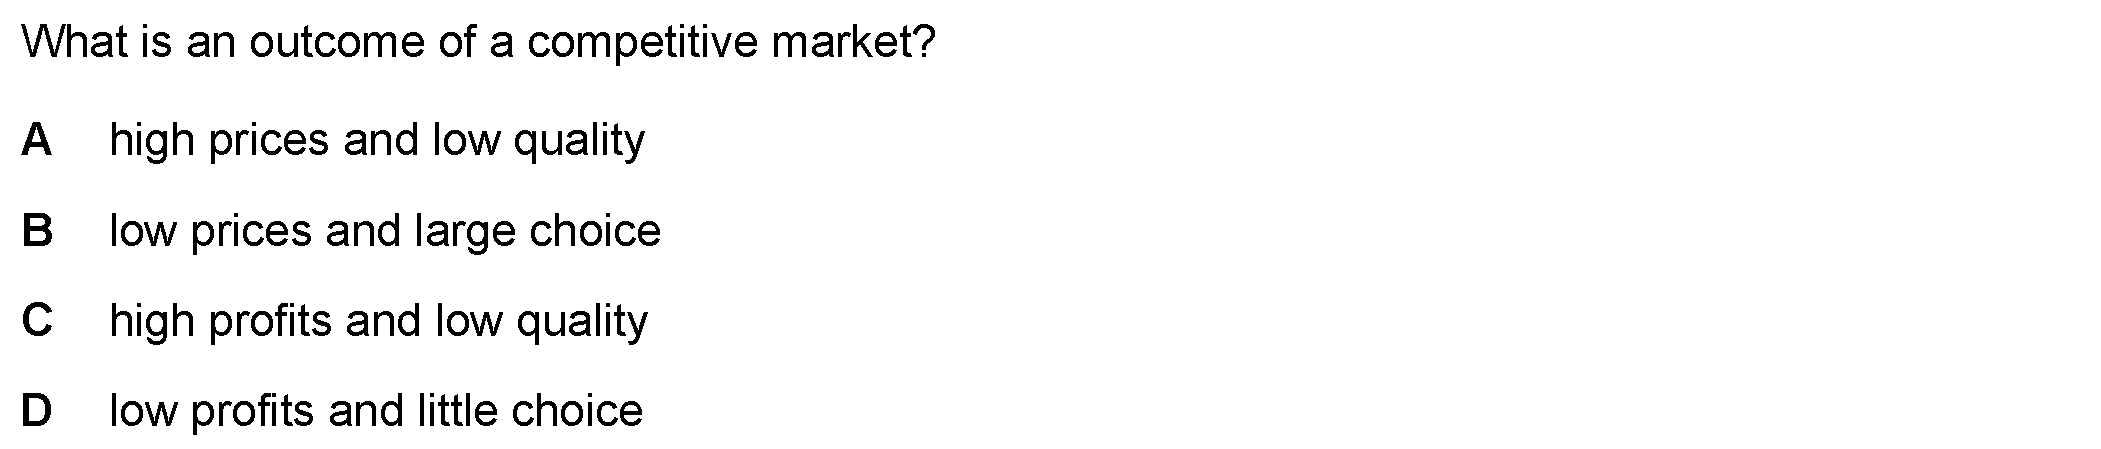 What is an outcome of a competitive market?
A high prices and low quality
B low prices and large choice
C high profits and low quality
D low profits and little choice